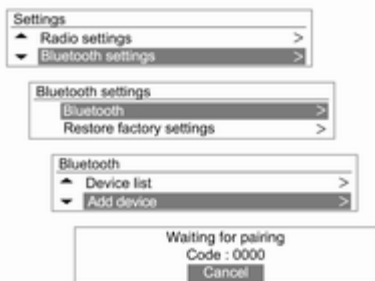 Settings
Radio settings >
Bluetooth settings >
Bluetooth settings
Bluetooth >
Restore factory settings >
Bluetooth
Device list >
Add device >
Waiting for pairing
Code : 0000
Cancel